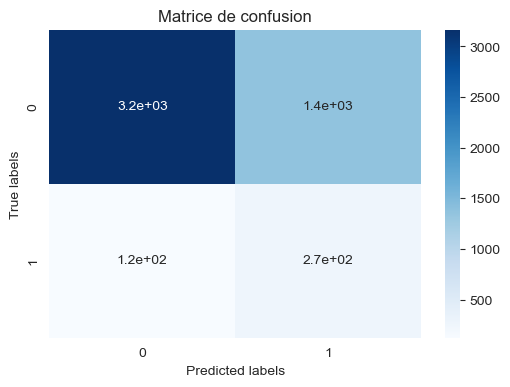 Matrice de confusion
True labels
0
3.2e+03
1.4e+03
1
1.2e+02
2.7e+02
0
1
Predicted labels
3000
2500
2000
1500
1000
500